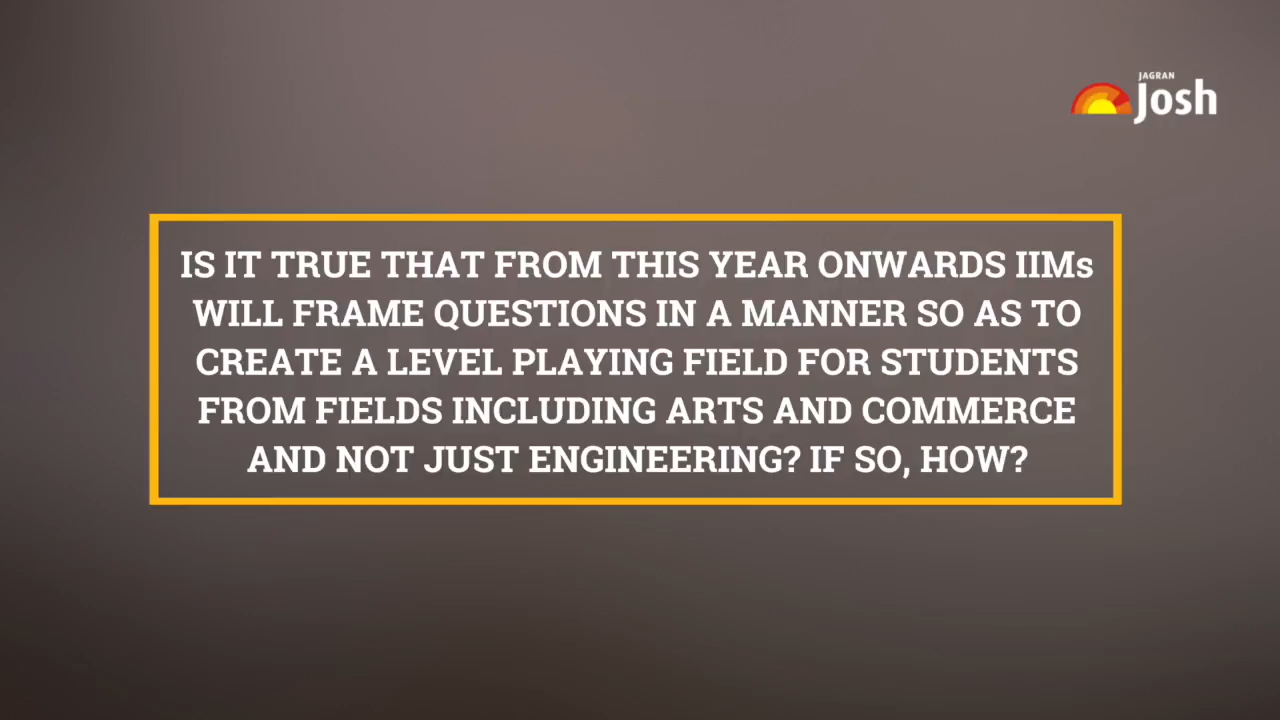 JAGRAN
Josh
IS IT TRUE THAT FROM THIS YEAR ONWARDS IIMs
WILL FRAME QUESTIONS IN A MANNER SO AS TO
CREATE A LEVEL PLAYING FIELD FOR STUDENTS
FROM FIELDS INCLUDING ARTS AND COMMERCE
AND NOT JUST ENGINEERING? IF SO, HOW?